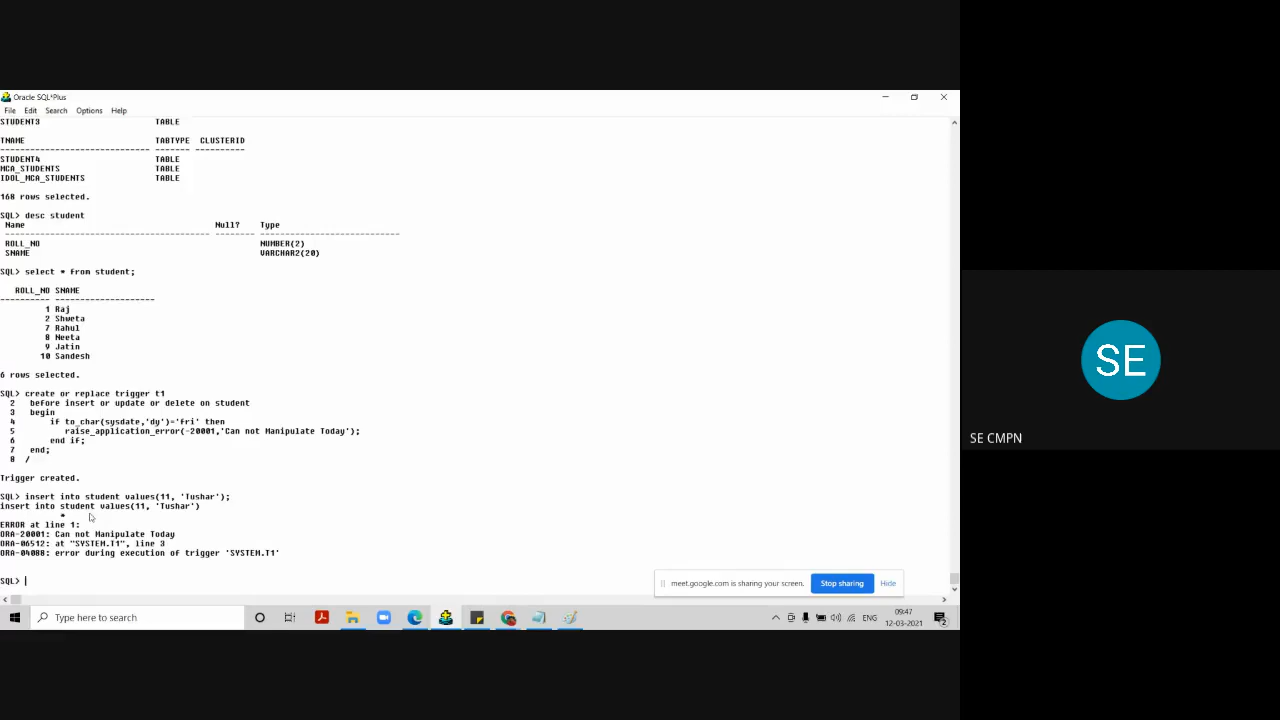 Oracle SQL*Plus
File Edit Search Options Help
STUDENT3 TABLE
TNAME TABTYPE CLUSTERID
------------------------------ ------- ----------
STUDENT4 TABLE
MCA_STUDENTS TABLE
IDOL_MCA_STUDENTS TABLE
168 rows selected.
SQL> desc student
Name Null? Type
----------------------------------------- -------- ----------------------------
ROLL_NO NUMBER(2)
SNAME VARCHAR2(20)
SQL> select * from student;
ROLL_NO SNAME
---------- --------------------
1 Raj
2 Shweta
7 Rahul
8 Neeta
9 Jatin
10 Sandesh
6 rows selected.
SQL> create or replace trigger t1
2 before insert or update or delete on student
3 begin
4 if to_char(sysdate,'dy')='fri' then
5 raise_application_error(-20001,'Can not Manipulate Today');
6 end if;
7 end;
8 /
Trigger created.
SQL> insert into student values(11, 'Tushar');
insert into student values(11, 'Tushar')
*
ERROR at line 1:
ORA-20001: Can not Manipulate Today
ORA-06512: at "SYSTEM.T1", line 3
ORA-04088: error during execution of trigger 'SYSTEM.T1'
SQL>
meet.google.com is sharing your screen. Stop sharing Hide
Type here to search
ENG
09:47
12-03-2021
2
SE
SE CMPN